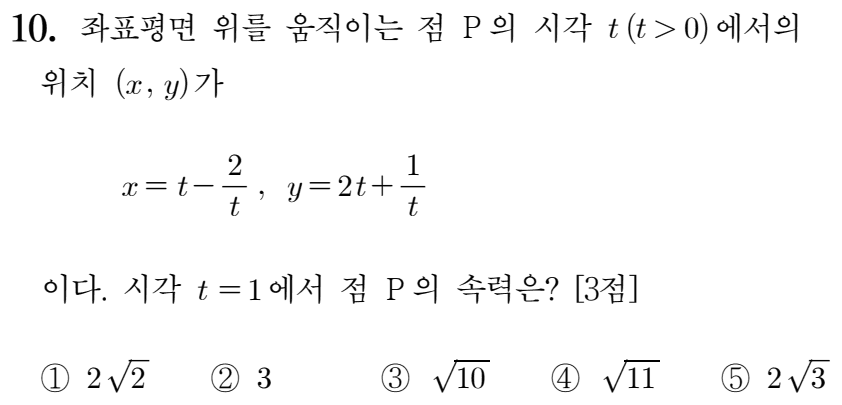 10. 좌표평면 위를 움직이는 점 P의 시각 t(t>0)에서의
위치 (x, y)가
x = t - 2/t , y = 2t + 1/t
이다. 시각 t=1에서 점 P의 속력은? [3점]
① 2√2 ② 3 ③ √10 ④ √11 ⑤ 2√3